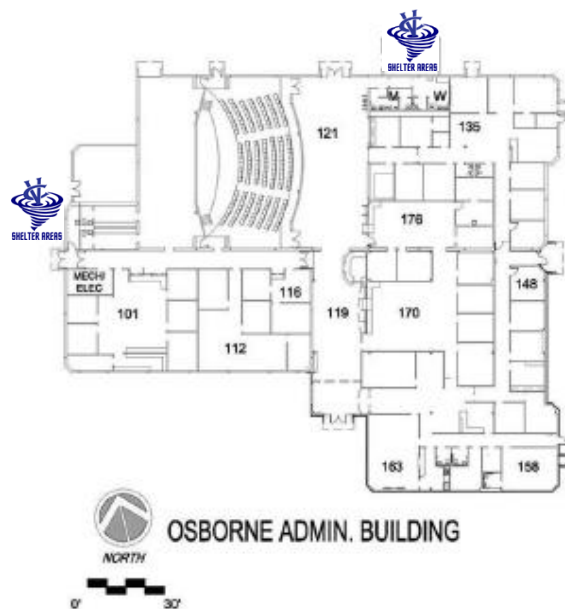 SHELTER AREAS
M W
121
135
SHELTER AREAS
176
MECH/
ELEC
116
148
101
119
170
112
163
158
NORTH
OSBORNE ADMIN. BUILDING
0' 30'